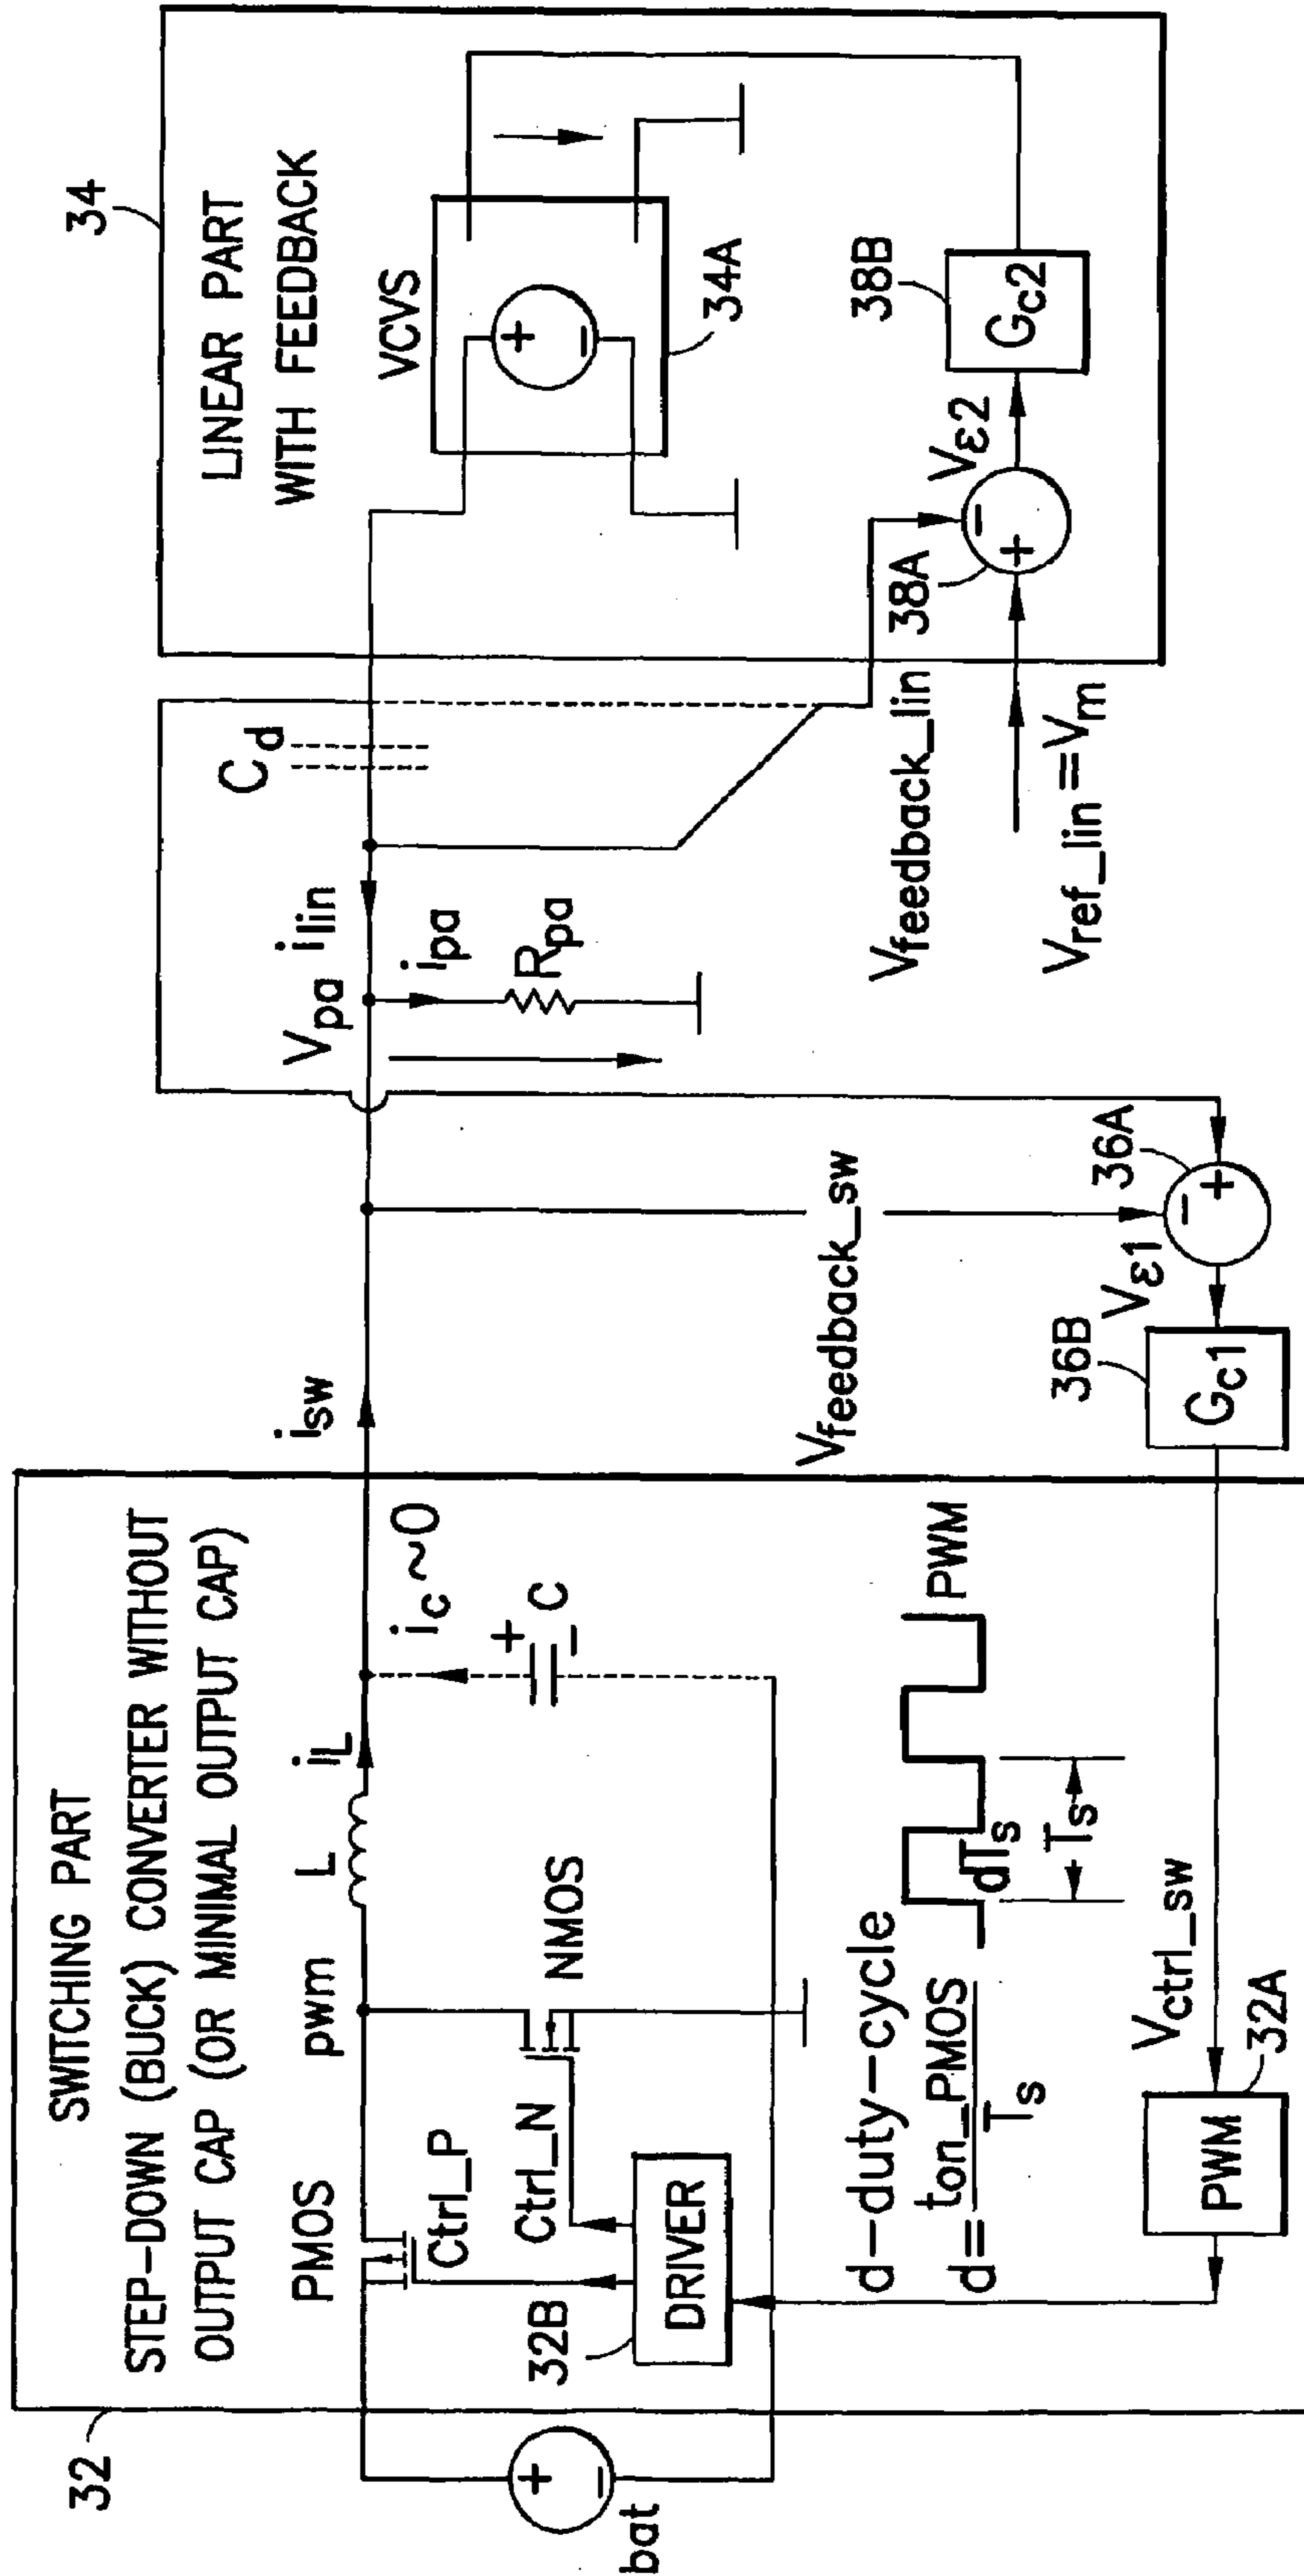 32
SWITCHING PART
STEP-DOWN (BUCK) CONVERTER WITHOUT
OUTPUT CAP (OR MINIMAL OUTPUT CAP)
PMOS
pwm
L
iL
isw
Ctrl_P
Ctrl_N
NMOS
ic ~0
+
C
-
+
-
bat
32B
DRIVER
d-duty-cycle
d= ton_PMOS
Ts
dTs
Ts
PWM
Vctrl_sw
PWM
32A
Vfeedback_sw
36B
Gc1
Vε1
36A
-
+
Vpa
ilin
ipa
Rpa
Cd
34
LINEAR PART
WITH FEEDBACK
VCVS
+
-
34A
Vfeedback_lin
38A
-
+
Vε2
38B
Gc2
Vref_lin=Vm